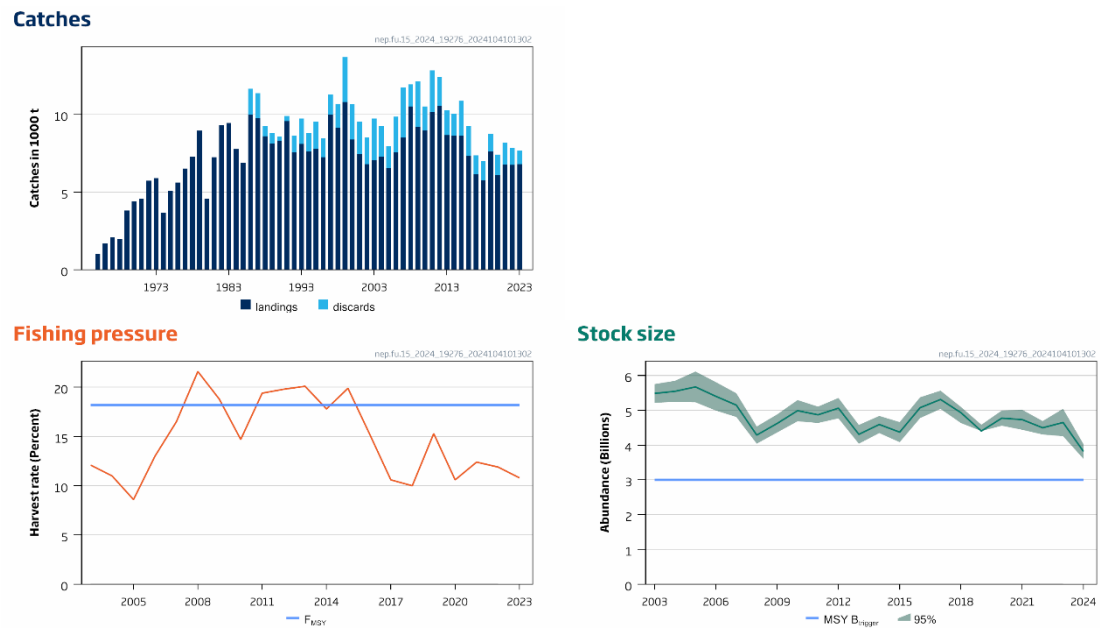 Catches
nep.fu.15_2024_19276_2024104101302
Catches in 1000 t
10
5
0
1973 1983 1993 2003 2013 2023
landings discards
Fishing pressure
nep.fu.15_2024_19276_2024104101302
Harvest rate (Percent)
20
15
10
5
0
2005 2008 2011 2014 2017 2020 2023
FMSY
Stock size
nep.fu.15_2024_19276_2024104101302
Abundance (Billions)
6
5
4
3
2
1
0
2003 2006 2009 2012 2015 2018 2021 2024
MSY Btrigger 95%